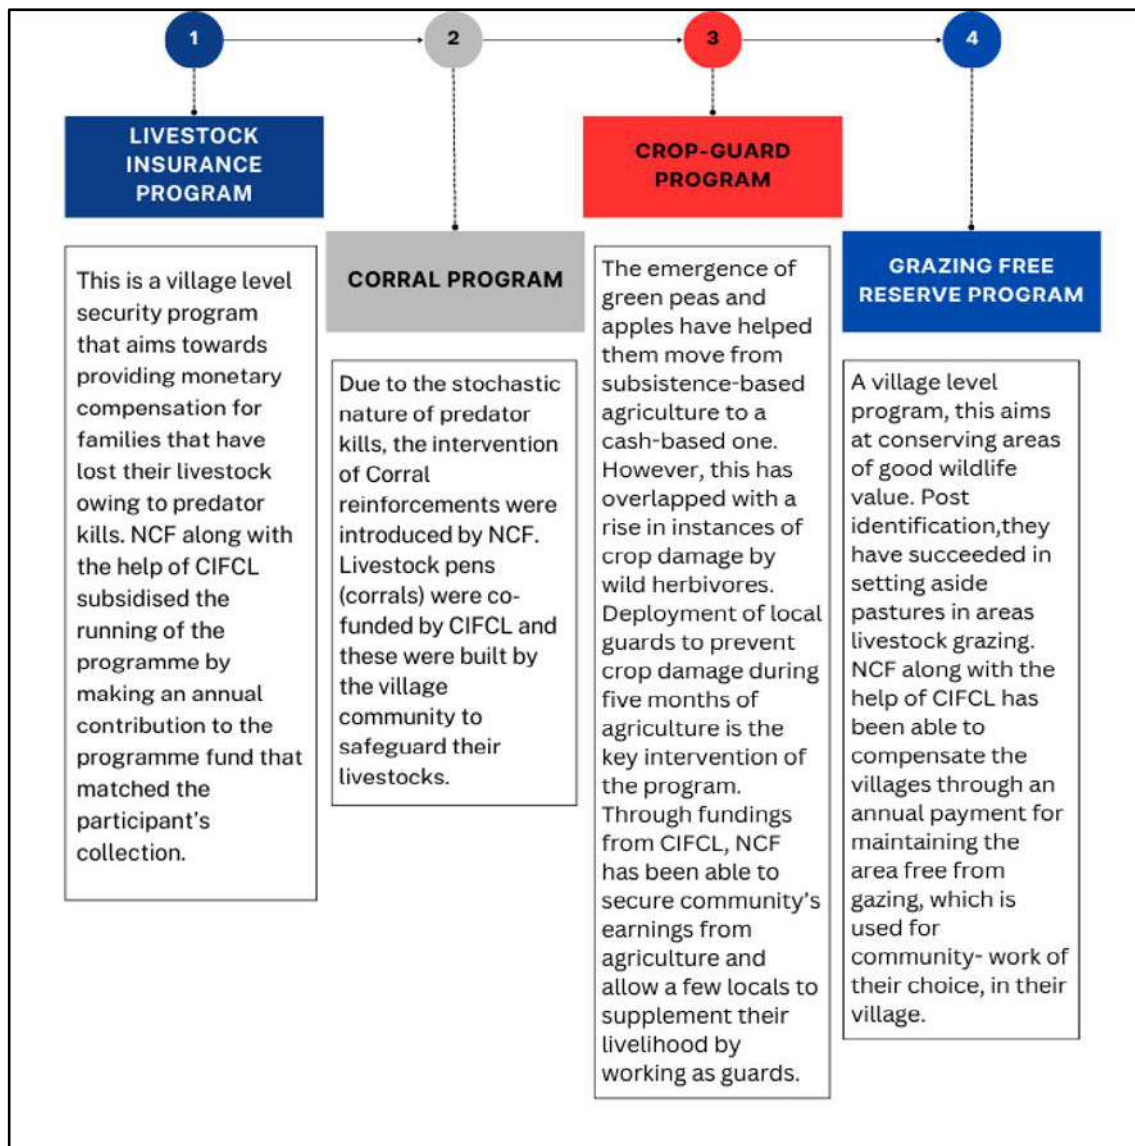 1
2
3
4
LIVESTOCK
INSURANCE
PROGRAM
This is a village level
security program
that aims towards
providing monetary
compensation for
families that have
lost their livestock
owing to predator
kills. NCF along with
the help of CIFCL
subsidised the
running of the
programme by
making an annual
contribution to the
programme fund that
matched the
participant's
collection.
CORRAL PROGRAM
Due to the stochastic
nature of predator
kills, the intervention
of Corral
reinforcements were
introduced by NCF.
Livestock pens
(corrals) were co-
funded by CIFCL and
these were built by
the village
community to
safeguard their
livestocks.
CROP-GUARD
PROGRAM
The emergence of
green peas and
apples have helped
them move from
subsistence-based
agriculture to a
cash-based one.
However, this has
overlapped with a
rise in instances of
crop damage by
wild herbivores.
Deployment of local
guards to prevent
crop damage during
five months of
agriculture is the
key intervention of
the program.
Through fundings
from CIFCL, NCF
has been able to
secure community's
earnings from
agriculture and
allow a few locals to
supplement their
livelihood by
working as guards.
GRAZING FREE
RESERVE PROGRAM
A village level
program, this aims
at conserving areas
of good wildlife
value. Post
identification,they
have succeeded in
setting aside
pastures in areas
livestock grazing.
NCF along with the
help of CIFCL has
been able to
compensate the
villages through an
annual payment for
maintaining the
area free from
gazing, which is
used for
community- work of
their choice, in their
village.